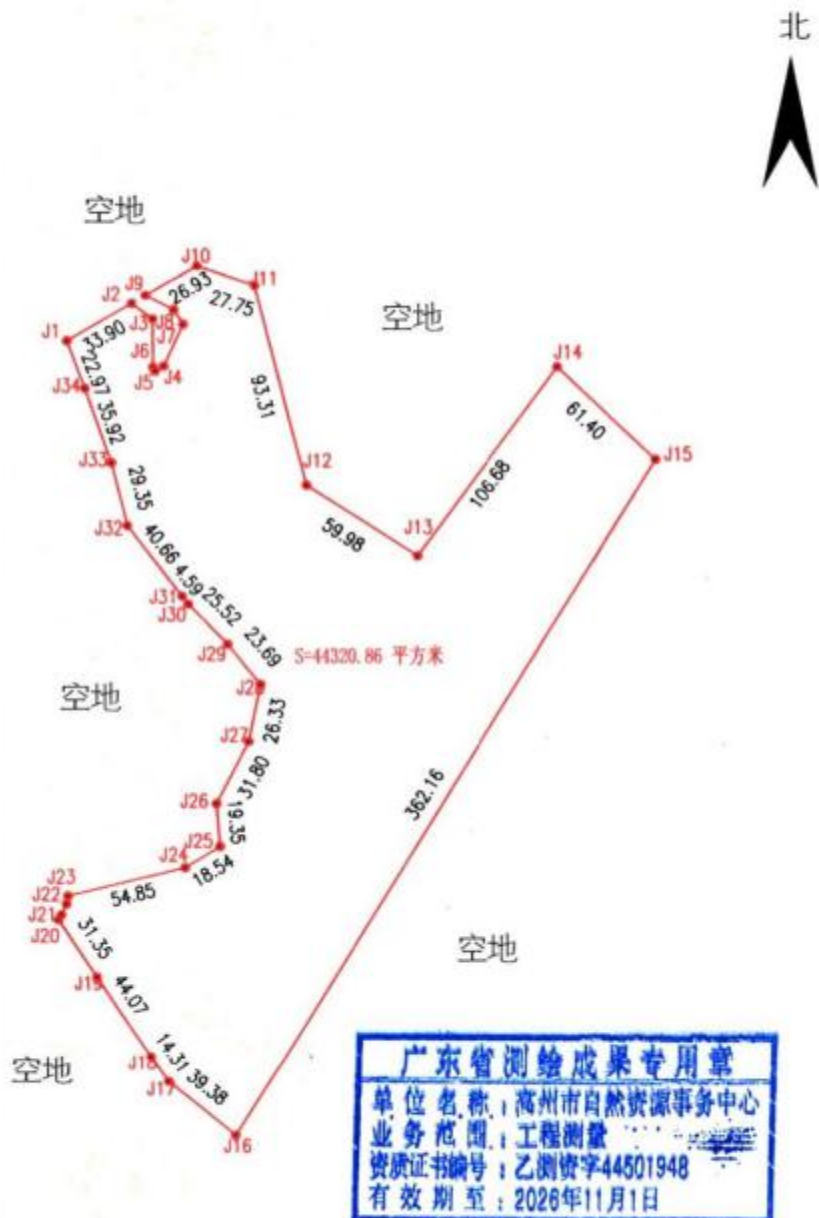 北
空地
J10
J9
J11
J2
26.93
27.75
J3
J8
J7
空地
J1
33.90
J6
J5
J4
J14
22.97
J34
93.31
61.40
35.92
J15
106.68
J33
J12
29.35
J32
59.98
J13
40.66
4.59
J31
J30
25.52
23.69
J29
S=44320.86 平方米
J28
空地
26.33
J27
31.80
362.16
J26
19.35
J25
J24
18.54
J23
54.85
J22
J21
J20
31.35
空地
J19
44.07
J18
14.31
39.38
空地
J17
J16
广东省测绘成果专用章
单位名称:高州市自然资源事务中心
业务范围:工程测量
资质证书编号:乙测资字44501948
有效期至:2026年11月1日